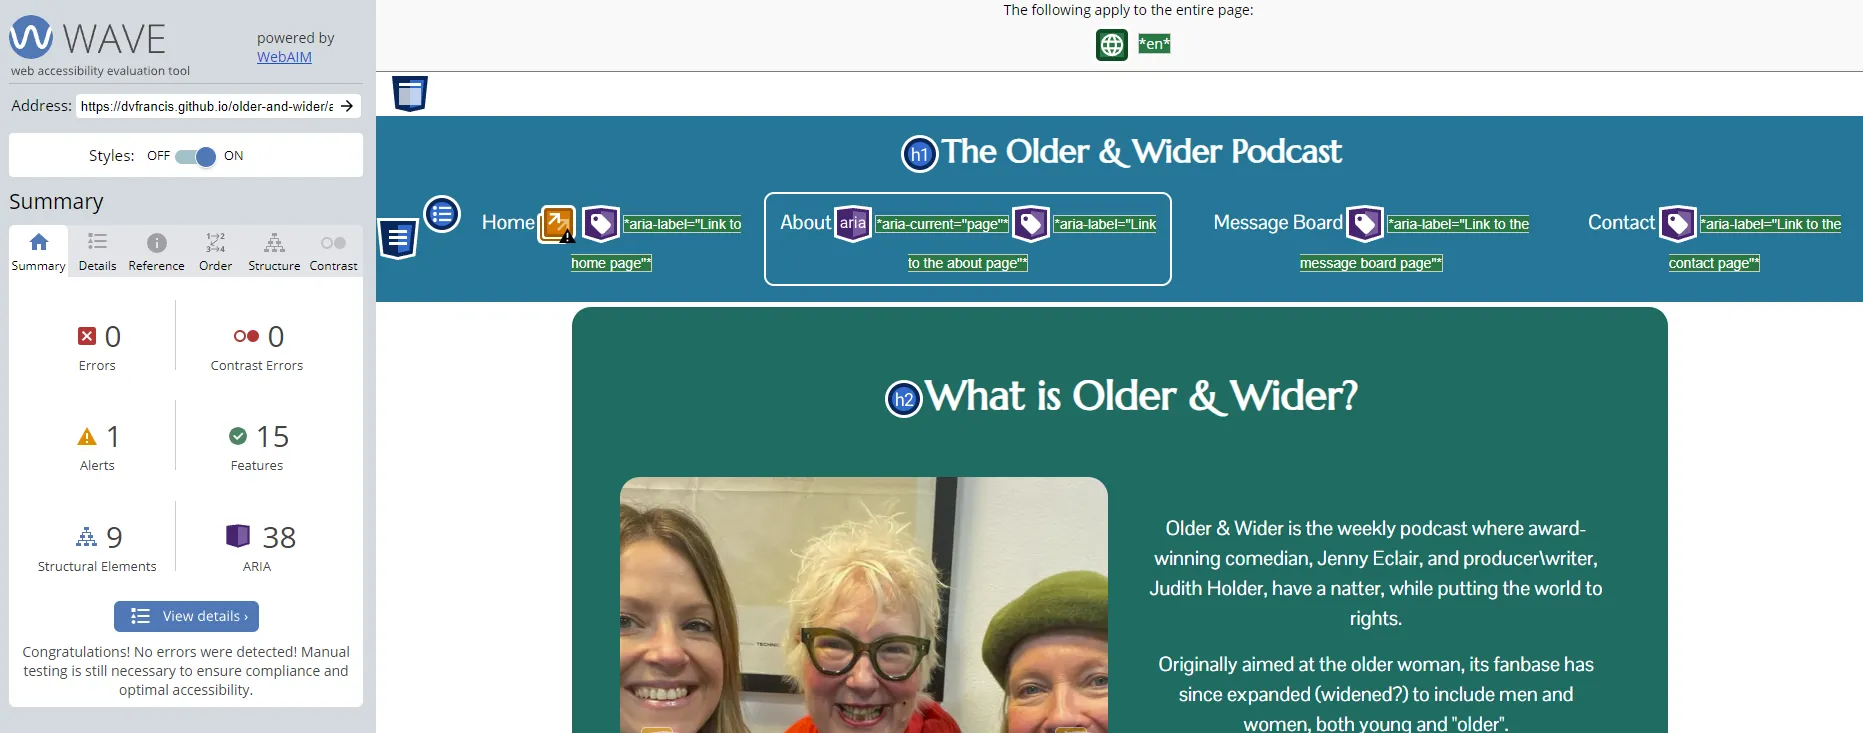 WAVE
powered by
WebAIM
web accessibility evaluation tool
Address: https://dvfrancis.github.io/older-and-wider/a
Styles: OFF ON
Summary
Summary Details Reference Order Structure Contrast
0 0
Errors Contrast Errors
1 15
Alerts Features
9 38
Structural Elements ARIA
View details ›
Congratulations! No errors were detected! Manual
testing is still necessary to ensure compliance and
optimal accessibility.
The following apply to the entire page:
*en*
h1 The Older & Wider Podcast
Home *aria-label="Link to
home page"*
About aria *aria-current="page"* *aria-label="Link
to the about page"*
Message Board *aria-label="Link to the
message board page"*
Contact *aria-label="Link to the
contact page"*
h2 What is Older & Wider?
Older & Wider is the weekly podcast where award-
winning comedian, Jenny Eclair, and producer\writer,
Judith Holder, have a natter, while putting the world to
rights.
Originally aimed at the older woman, its fanbase has
since expanded (widened?) to include men and
women, both young and "older".